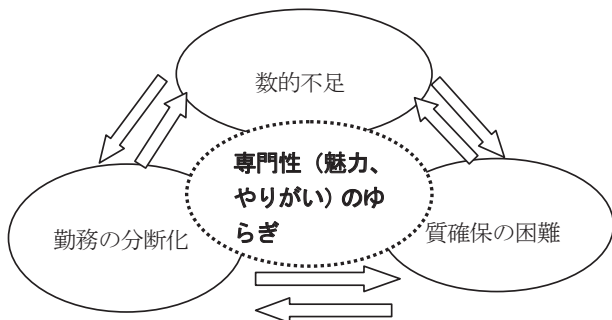 数的不足
専門性（魅力、
やりがい）のゆ
らぎ
勤務の分断化
質確保の困難